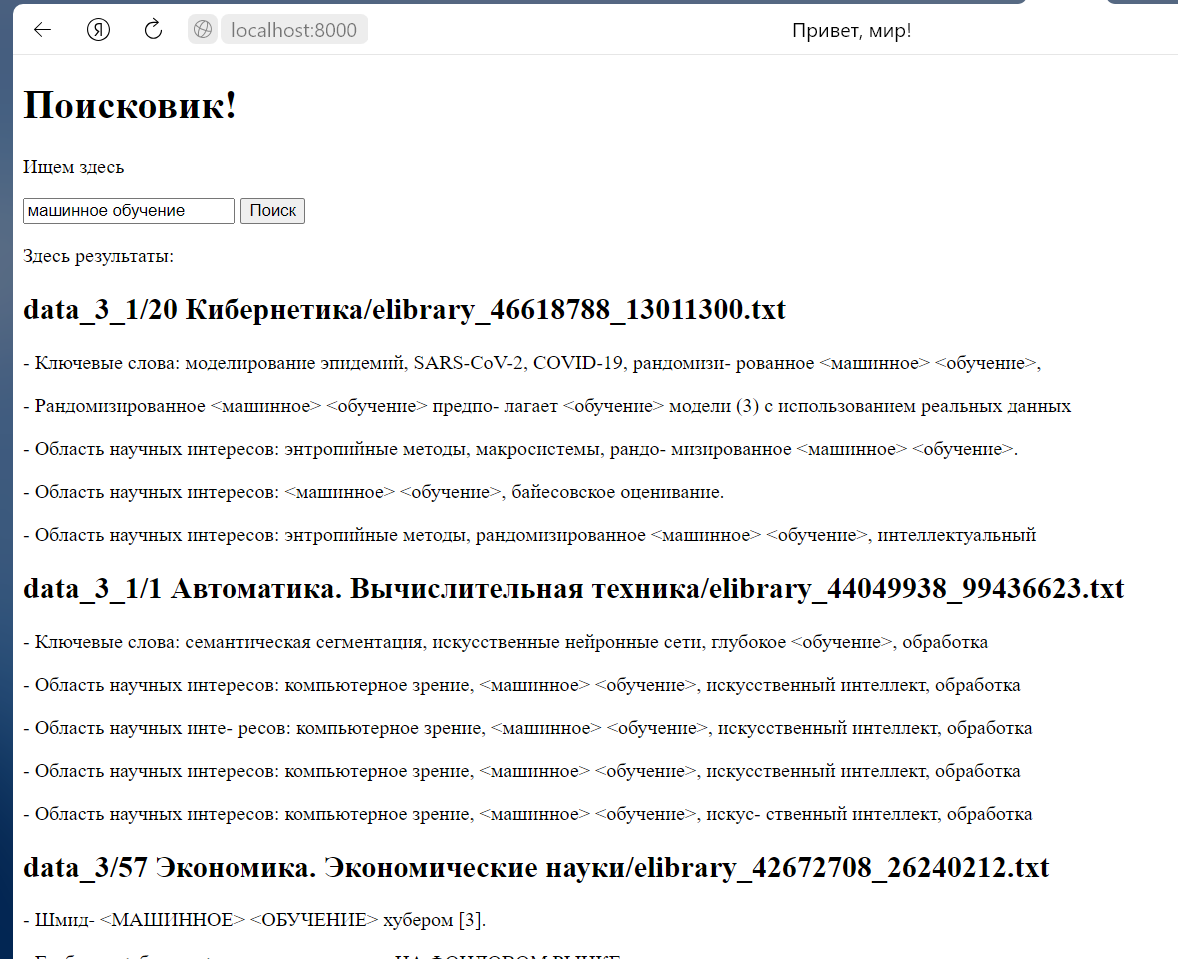 Я localhost:8000 Привет, мир!
Поисковик!
Ищем здесь
машинное обучение Поиск
Здесь результаты:
data_3_1/20 Кибернетика/elibrary_46618788_13011300.txt
- Ключевые слова: моделирование эпидемий, SARS-CoV-2, COVID-19, рандомизи- рованное <машинное> <обучение>,
- Рандомизированное <машинное> <обучение> предпо- лагает <обучение> модели (3) с использованием реальных данных
- Область научных интересов: энтропийные методы, макросистемы, рандо- мизированное <машинное> <обучение>.
- Область научных интересов: <машинное> <обучение>, байесовское оценивание.
- Область научных интересов: энтропийные методы, рандомизированное <машинное> <обучение>, интеллектуальный
data_3_1/1 Автоматика. Вычислительная техника/elibrary_44049938_99436623.txt
- Ключевые слова: семантическая сегментация, искусственные нейронные сети, глубокое <обучение>, обработка
- Область научных интересов: компьютерное зрение, <машинное> <обучение>, искусственный интеллект, обработка
- Область научных инте- ресов: компьютерное зрение, <машинное> <обучение>, искусственный интеллект, обработка
- Область научных интересов: компьютерное зрение, <машинное> <обучение>, искусственный интеллект, обработка
- Область научных интересов: компьютерное зрение, <машинное> <обучение>, искус- ственный интеллект, обработка
data_3/57 Экономика. Экономические науки/elibrary_42672708_26240212.txt
- Шмид- <МАШИННОЕ> <ОБУЧЕНИЕ> хубером [3].
НА ФОНДОВОМ РЫНКЕ